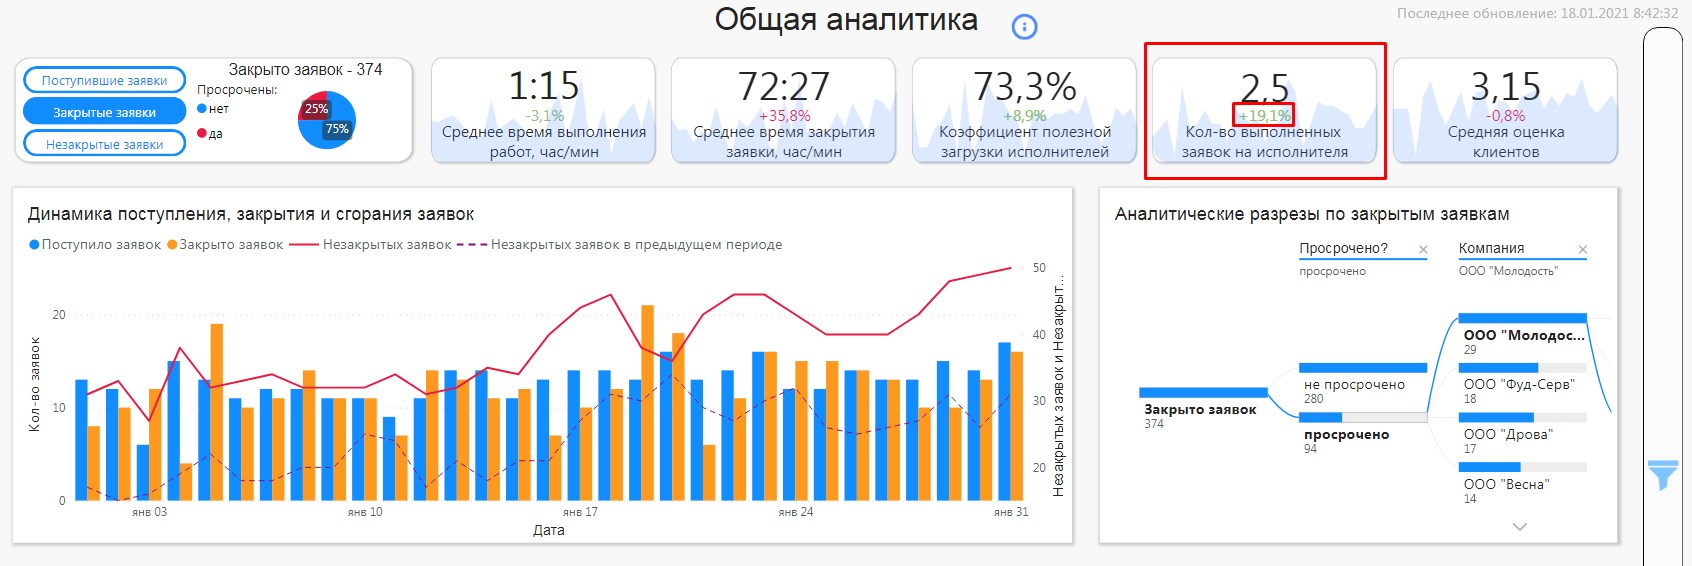 Общая аналитика
Последнее обновление: 18.01.2021 8:42:32
Поступившие заявки
Закрытые заявки
Незакрытые заявки
Закрыто заявок - 374
Просрочены:
нет
да
25%
75%
1:15
-3,1%
Среднее время выполнения
работ, час/мин
72:27
+35,8%
Среднее время закрытия
заявки, час/мин
73,3%
+8,9%
Коэффициент полезной
загрузки исполнителей
2,5
+19,1%
Кол-во выполненных
заявок на исполнителя
3,15
-0,8%
Средняя оценка
клиентов
Динамика поступления, закрытия и сгорания заявок
Поступило заявок Закрыто заявок Незакрытых заявок Незакрытых заявок в предыдущем периоде
Кол-во заявок
20
10
0
50
40
30
20
Незакрытых заявок и Незакрыт...
янв 03 янв 10 янв 17 янв 24 янв 31
Дата
Аналитические разрезы по закрытым заявкам
Просрочено?
просрочено
Компания
ООО "Молодость"
Закрыто заявок
374
не просрочено
280
просрочено
94
ООО "Молодос...
29
ООО "Фуд-Серв"
18
ООО "Дрова"
17
ООО "Весна"
14